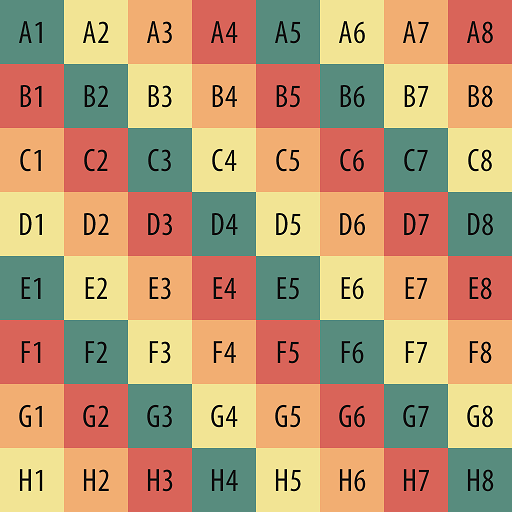 A1 A2 A3 A4 A5 A6 A7 A8
B1 B2 B3 B4 B5 B6 B7 B8
C1 C2 C3 C4 C5 C6 C7 C8
D1 D2 D3 D4 D5 D6 D7 D8
E1 E2 E3 E4 E5 E6 E7 E8
F1 F2 F3 F4 F5 F6 F7 F8
G1 G2 G3 G4 G5 G6 G7 G8
H1 H2 H3 H4 H5 H6 H7 H8